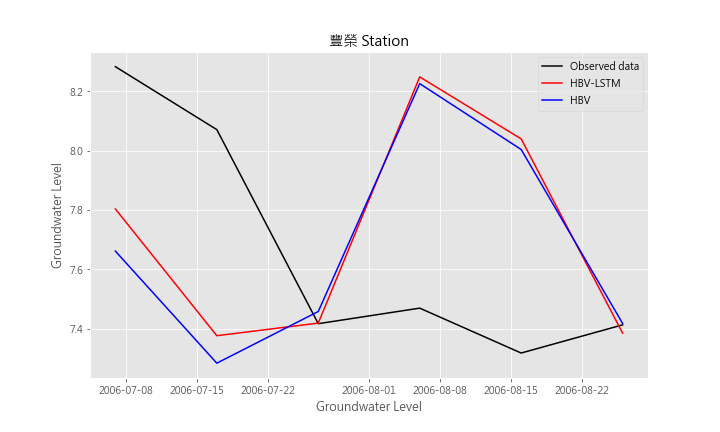 豐榮 Station
Observed data
HBV-LSTM
HBV
Groundwater Level
8.2
8.0
7.8
7.6
7.4
2006-07-08 2006-07-15 2006-07-22 2006-08-01 2006-08-08 2006-08-15 2006-08-22
Groundwater Level